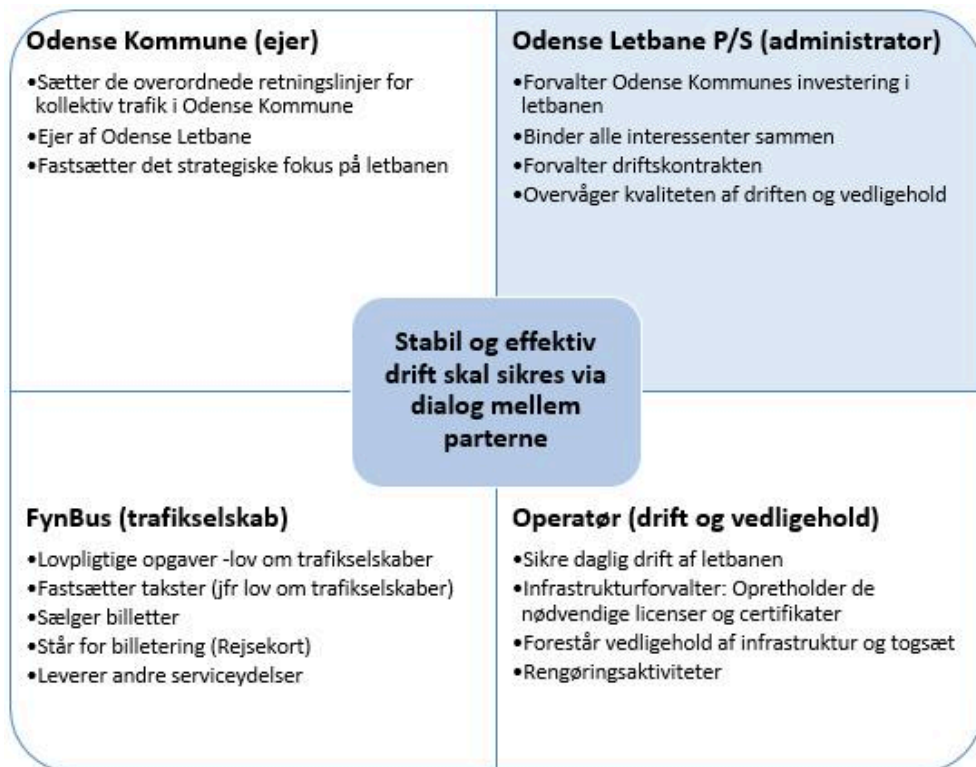 Odense Kommune (ejer)
•Sætter de overordnede retningslinjer for
kollektiv trafik i Odense Kommune
•Ejer af Odense Letbane
•Fastsætter det strategiske fokus på letbanen
Odense Letbane P/S (administrator)
•Forvalter Odense Kommunes investering i
letbanen
•Binder alle interessenter sammen
•Forvalter driftskontrakten
•Overvåger kvaliteten af driften og vedligehold
Stabil og effektiv
drift skal sikres via
dialog mellem
parterne
FynBus (trafikselskab)
•Lovpligtige opgaver -lov om trafikselskaber
•Fastsætter takster (jfr lov om trafikselskaber)
•Sælger billetter
•Står for billetering (Rejsekort)
•Leverer andre serviceydelser
Operatør (drift og vedligehold)
•Sikre daglig drift af letbanen
•Infrastrukturforvalter: Opretholder de
nødvendige licenser og certifikater
•Forestår vedligehold af infrastruktur og togsæt
•Rengøringsaktiviteter